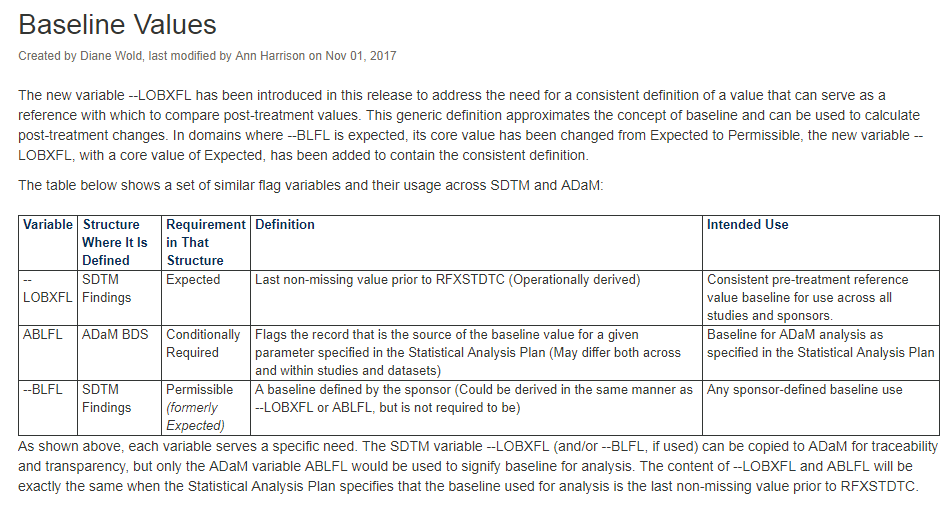 Baseline Values
Created by Diane Wold, last modified by Ann Harrison on Nov 01, 2017
The new variable --LOBXFL has been introduced in this release to address the need for a consistent definition of a value that can serve as a
reference with which to compare post-treatment values. This generic definition approximates the concept of baseline and can be used to calculate
post-treatment changes. In domains where --BLFL is expected, its core value has been changed from Expected to Permissible, the new variable --
LOBXFL, with a core value of Expected, has been added to contain the consistent definition.
The table below shows a set of similar flag variables and their usage across SDTM and ADaM:
Variable Structure Where It Is Defined Requirement in That Structure Definition Intended Use
--LOBXFL SDTM Findings Expected Last non-missing value prior to RFXSTDTC (Operationally derived) Consistent pre-treatment reference value baseline for use across all studies and sponsors.
ABLFL ADaM BDS Conditionally Required Flags the record that is the source of the baseline value for a given parameter specified in the Statistical Analysis Plan (May differ both across and within studies and datasets) Baseline for ADaM analysis as specified in the Statistical Analysis Plan
--BLFL SDTM Findings Permissible (formerly Expected) A baseline defined by the sponsor (Could be derived in the same manner as --LOBXFL or ABLFL, but is not required to be) Any sponsor-defined baseline use
As shown above, each variable serves a specific need. The SDTM variable --LOBXFL (and/or --BLFL, if used) can be copied to ADaM for traceability
and transparency, but only the ADaM variable ABLFL would be used to signify baseline for analysis. The content of --LOBXFL and ABLFL will be
exactly the same when the Statistical Analysis Plan specifies that the baseline used for analysis is the last non-missing value prior to RFXSTDTC.